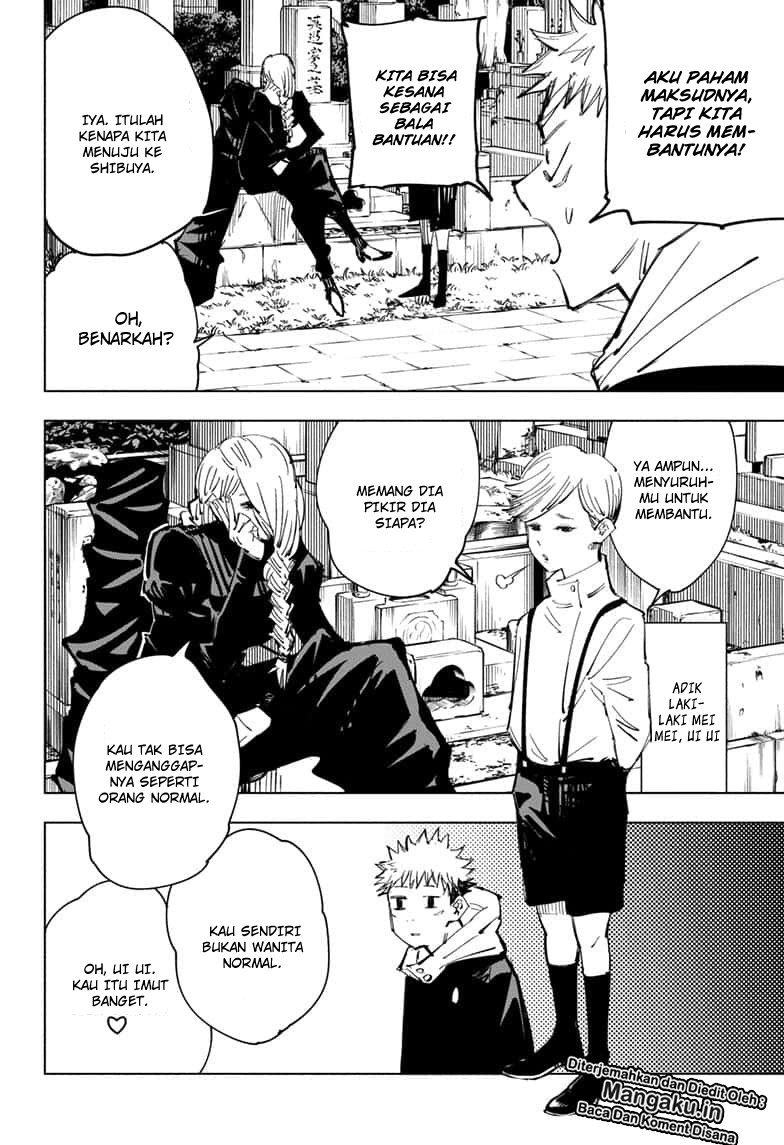 AKU PAHAM
MAKSUDNYA,
TAPI KITA
HARUS MEM-
BANTUNYA!
KITA BISA
KESANA
SEBAGAI
BALA
BANTUAN!!
IYA. ITULAH
KENAPA KITA
MENUJU KE
SHIBUYA.
OH,
BENARKAH?
YA AMPUN...
MENYURUH-
MU UNTUK
MEMBANTU.
MEMANG DIA
PIKIR DIA
SIAPA?
ADIK
LAKI-
LAKI MEI
MEI, UI UI
KAU TAK BISA
MENGANGGAP-
NYA SEPERTI
ORANG NORMAL.
KAU SENDIRI
BUKAN WANITA
NORMAL.
OH, UI UI.
KAU ITU IMUT
BANGET.
♡
Diterjemahkan dan Diedit Oleh :
Mangaku.in
Baca Dan Koment Disana